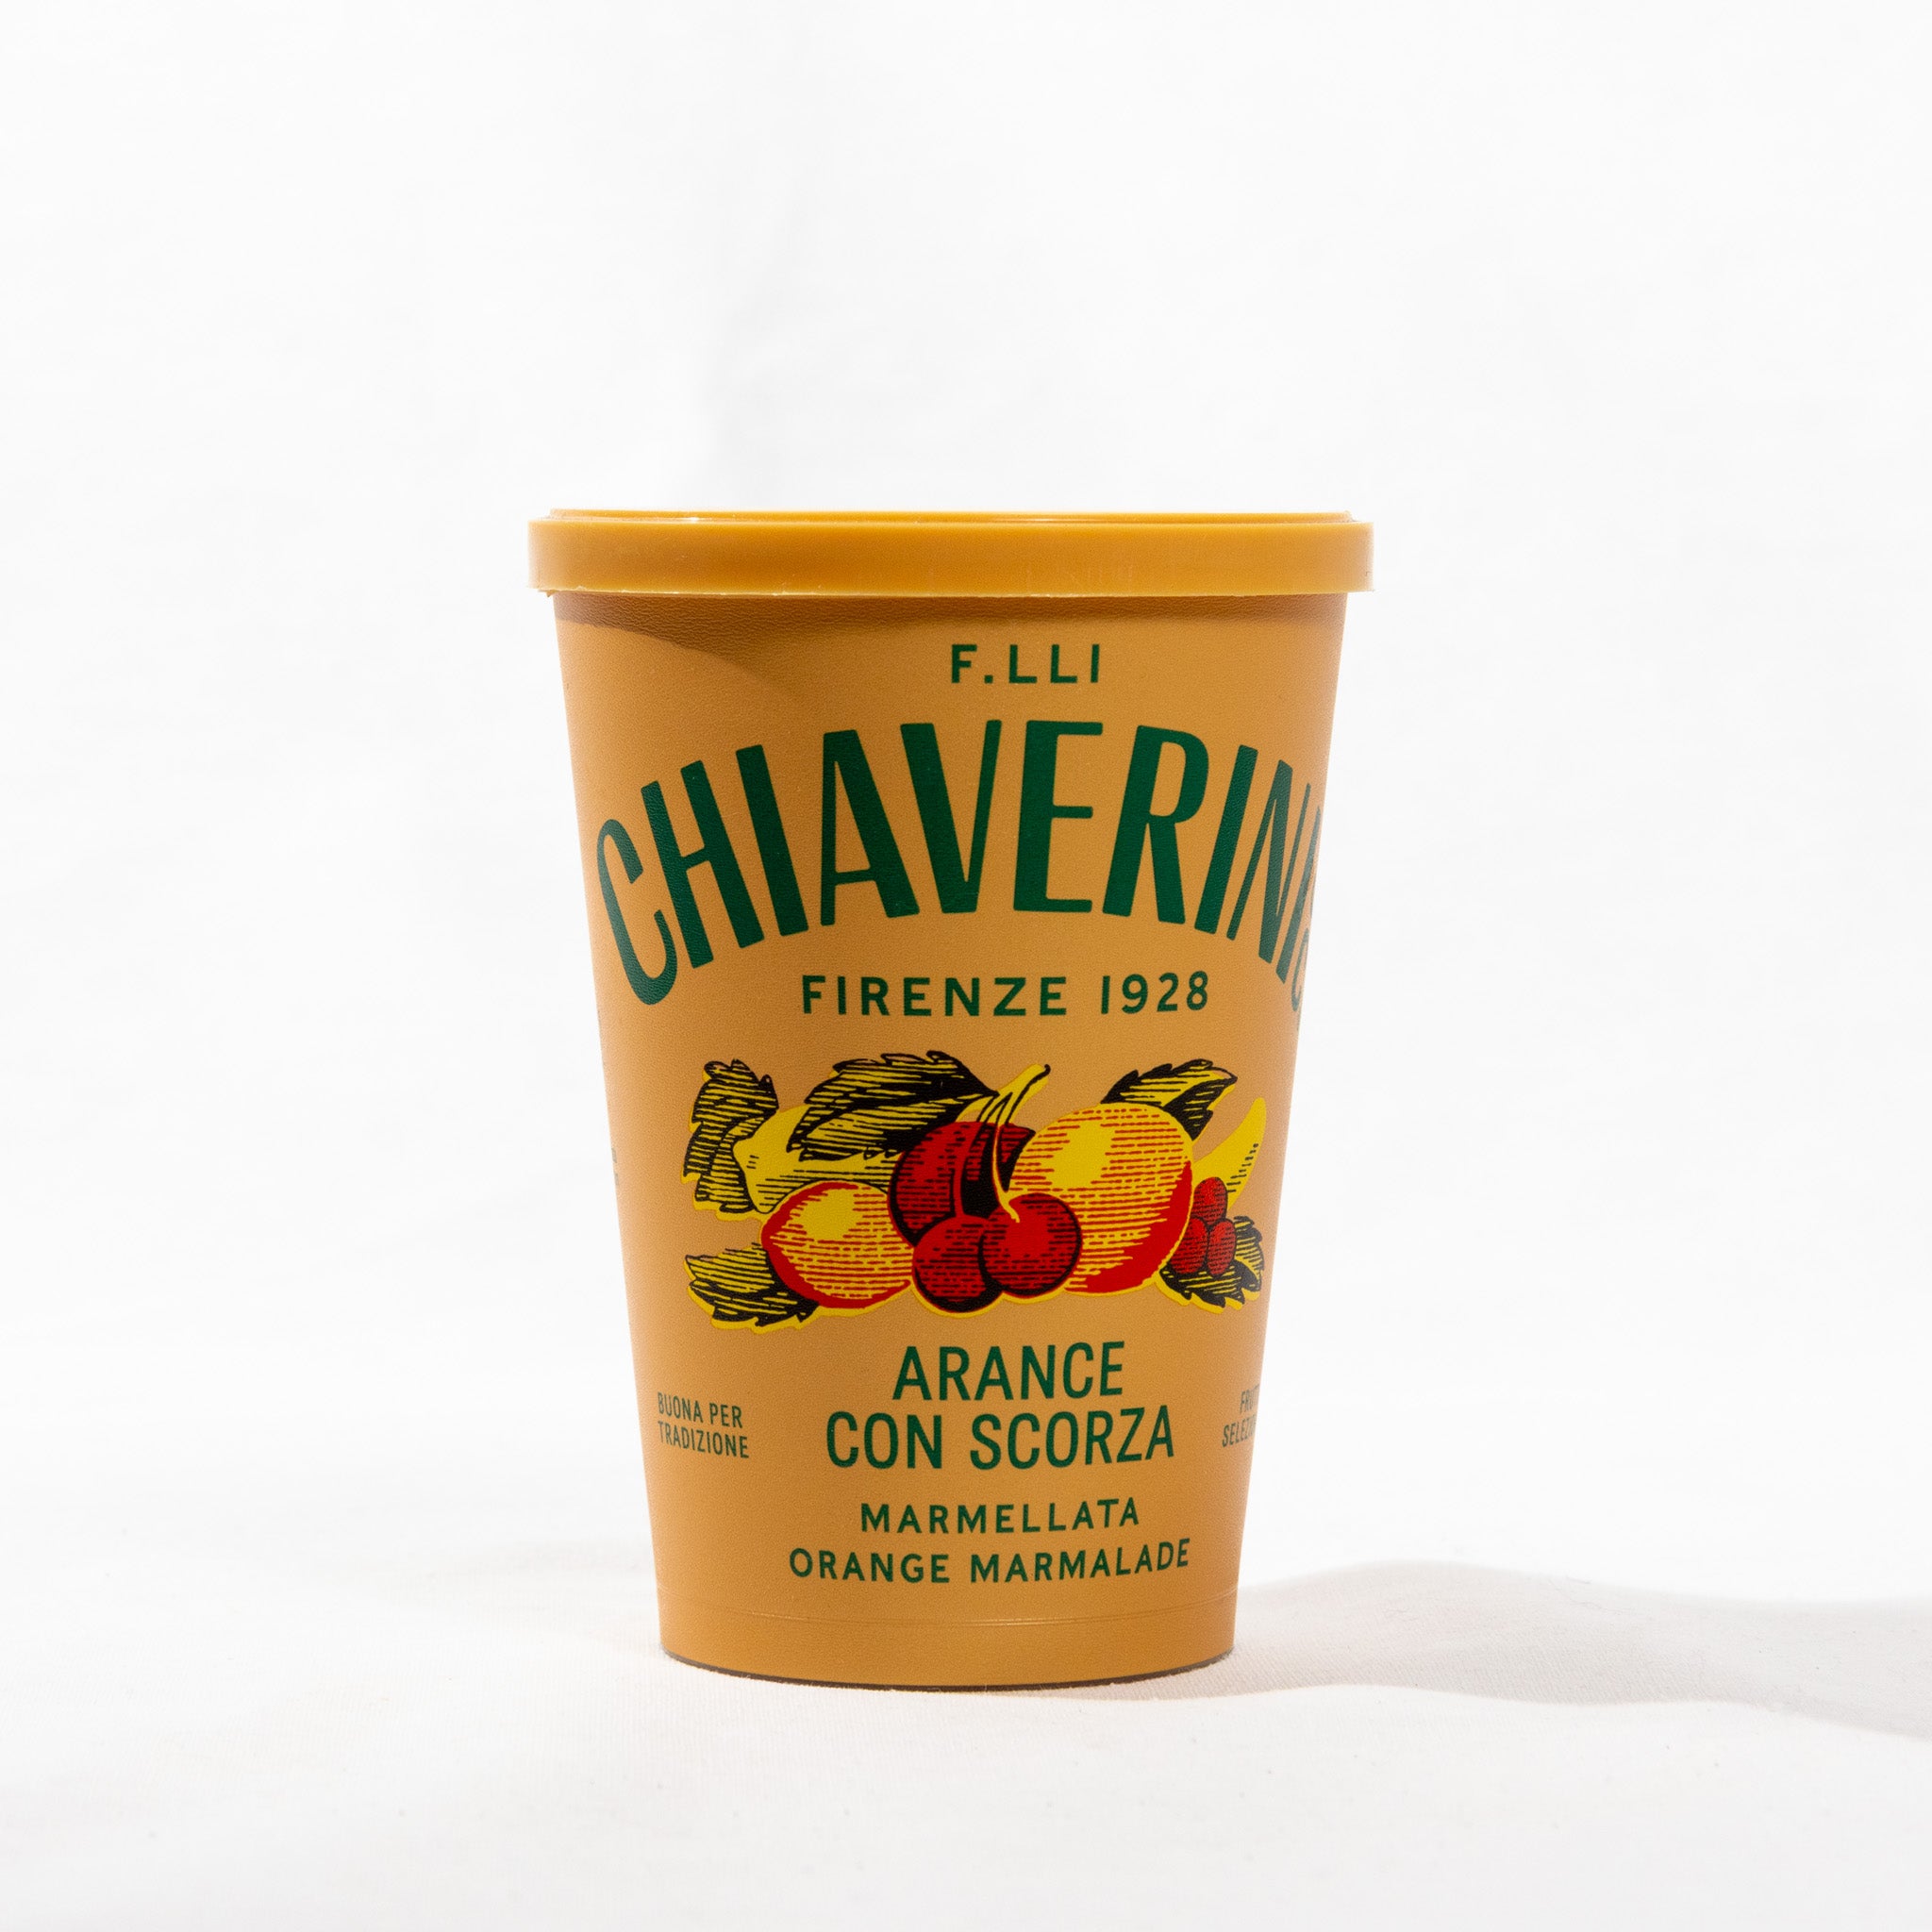 F.LLI
CHIAVERINI
FIRENZE 1928
BUONA PER
TRADIZIONE
ARANCE
CON SCORZA
MARMELLATA
ORANGE MARMALADE